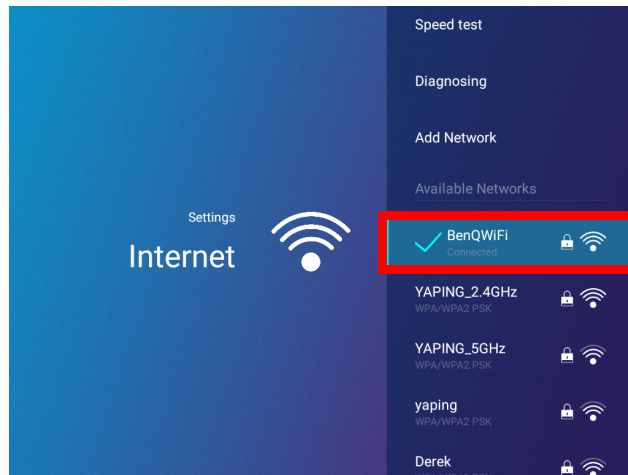 Speed test
Diagnosing
Add Network
Available Networks
Settings
Internet
BenQWiFi
Connected
YAPING_2.4GHz
WPA/WPA2 PSK
YAPING_5GHz
WPA/WPA2 PSK
yaping
WPA/WPA2 PSK
Derek